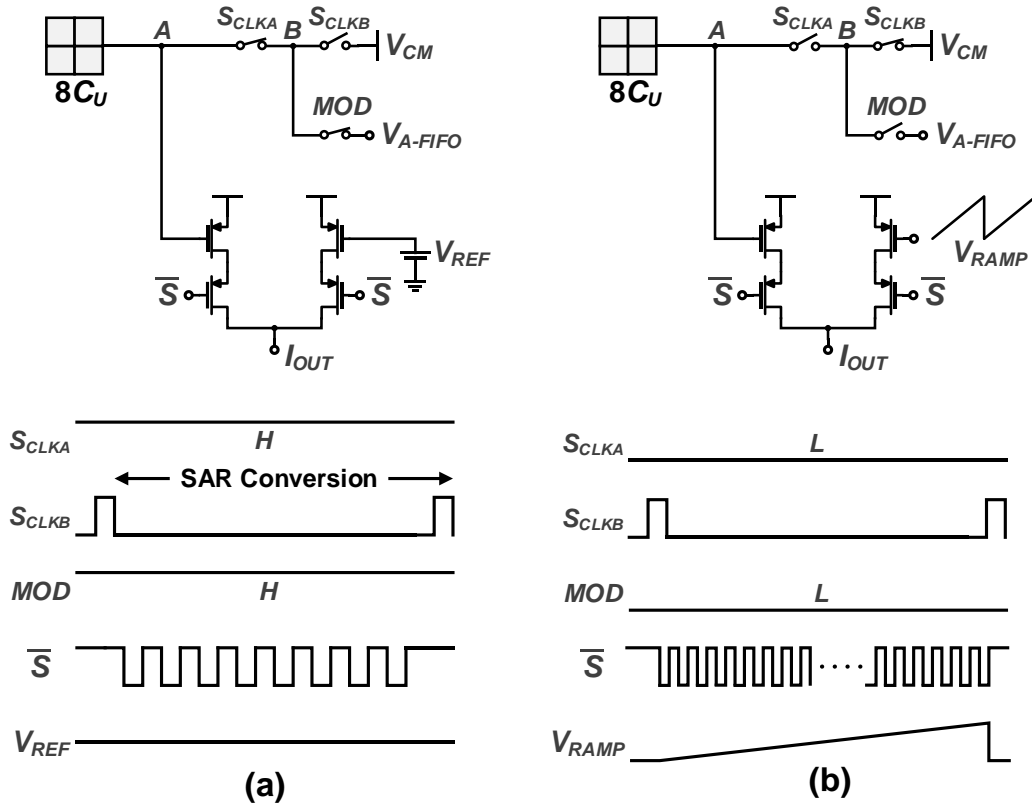 A
S_CLKA
B
S_CLKB
V_CM
8C_U
MOD
V_A-FIFO
V_REF
S̅
S̅
I_OUT
S_CLKA
H
SAR Conversion
S_CLKB
MOD
H
S̅
V_REF
(a)
A
S_CLKA
B
S_CLKB
V_CM
8C_U
MOD
V_A-FIFO
V_RAMP
S̅
S̅
I_OUT
S_CLKA
L
S_CLKB
MOD
L
S̅
V_RAMP
(b)